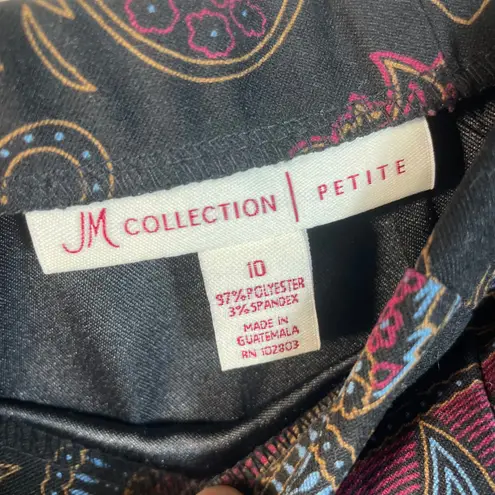 JM COLLECTION | PETITE
10
97% POLYESTER
3% SPANDEX
MADE IN
GUATEMALA
RN 102803